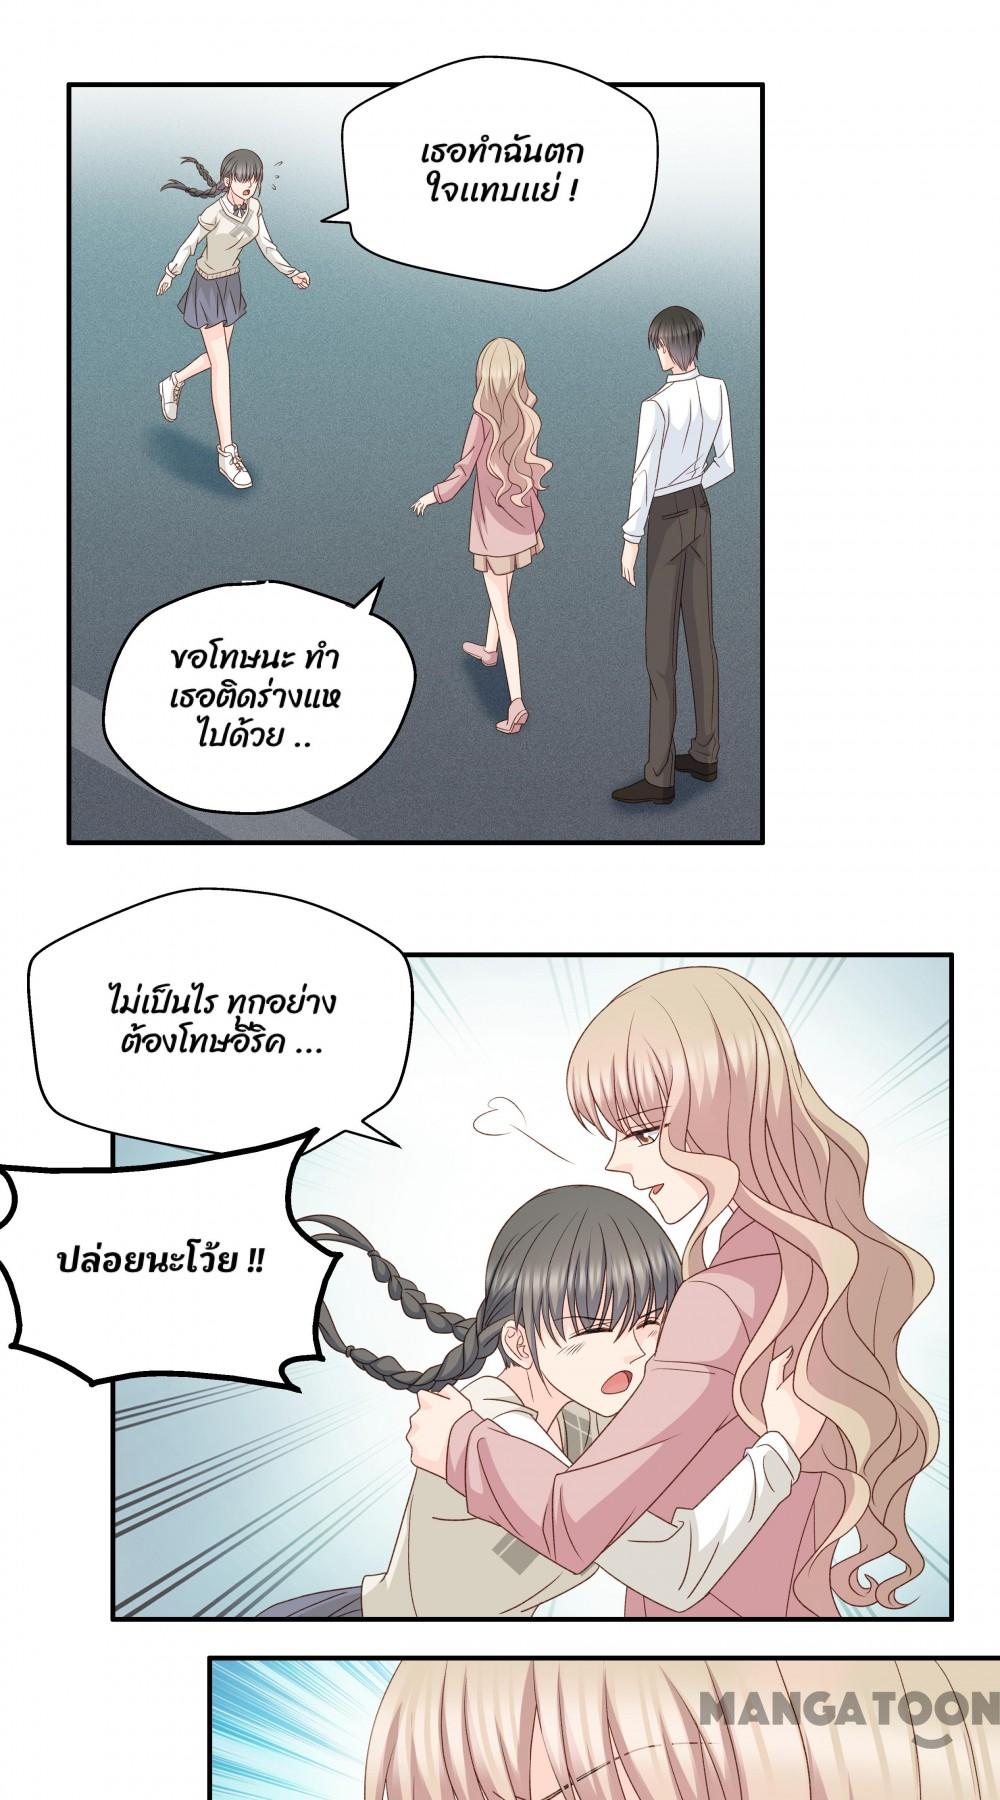 เธอทำฉันตก
ใจแทบแย่ !
ขอโทษนะ ทำ
เธอติดร่างแห
ไปด้วย ..
ไม่เป็นไร ทุกอย่าง
ต้องโทษอีริค ...
ปล่อยนะโว้ย !!
MANGATOON